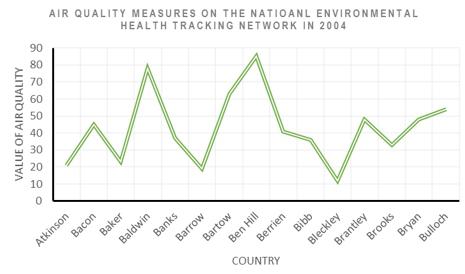 AIR QUALITY MEASURES ON THE NATIOANL ENVIRONMENTAL
HEALTH TRACKING NETWORK IN 2004
VALUE OF AIR QUALITY
90
80
70
60
50
40
30
20
10
0
Atkinson
Bacon
Baker
Baldwin
Banks
Barrow
Bartow
Ben Hill
Berrien
Bibb
Bleckley
Brantley
Brooks
Bryan
Bulloch
COUNTRY